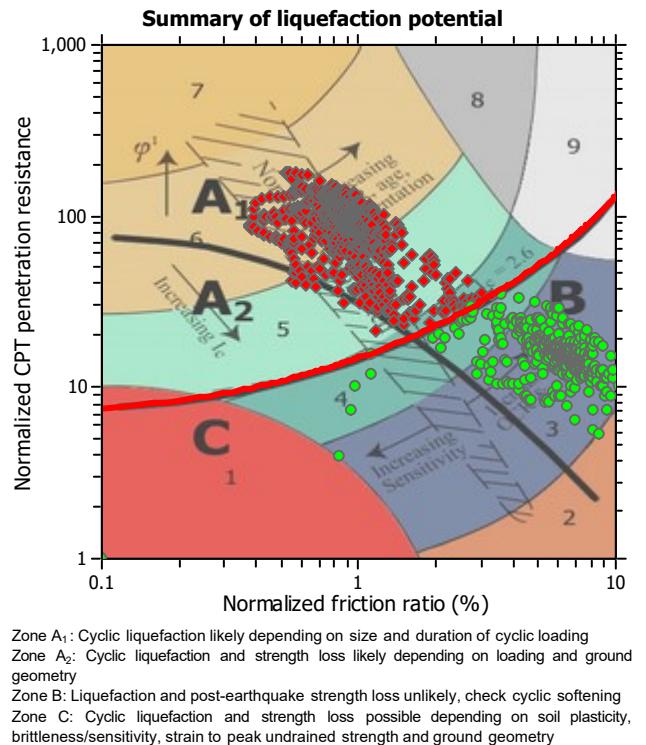 Summary of liquefaction potential
1,000
7
8
9
φ'
A1
100
6
= 2.6
A2
B
Increasing Ic
5
10
4
3
C
1
Increasing
Sensitivity
2
1
0.1
1
10
Normalized CPT penetration resistance
Normalized friction ratio (%)
Zone A₁: Cyclic liquefaction likely depending on size and duration of cyclic loading
Zone A₂: Cyclic liquefaction and strength loss likely depending on loading and ground
geometry
Zone B: Liquefaction and post-earthquake strength loss unlikely, check cyclic softening
Zone C: Cyclic liquefaction and strength loss possible depending on soil plasticity,
brittleness/sensitivity, strain to peak undrained strength and ground geometry